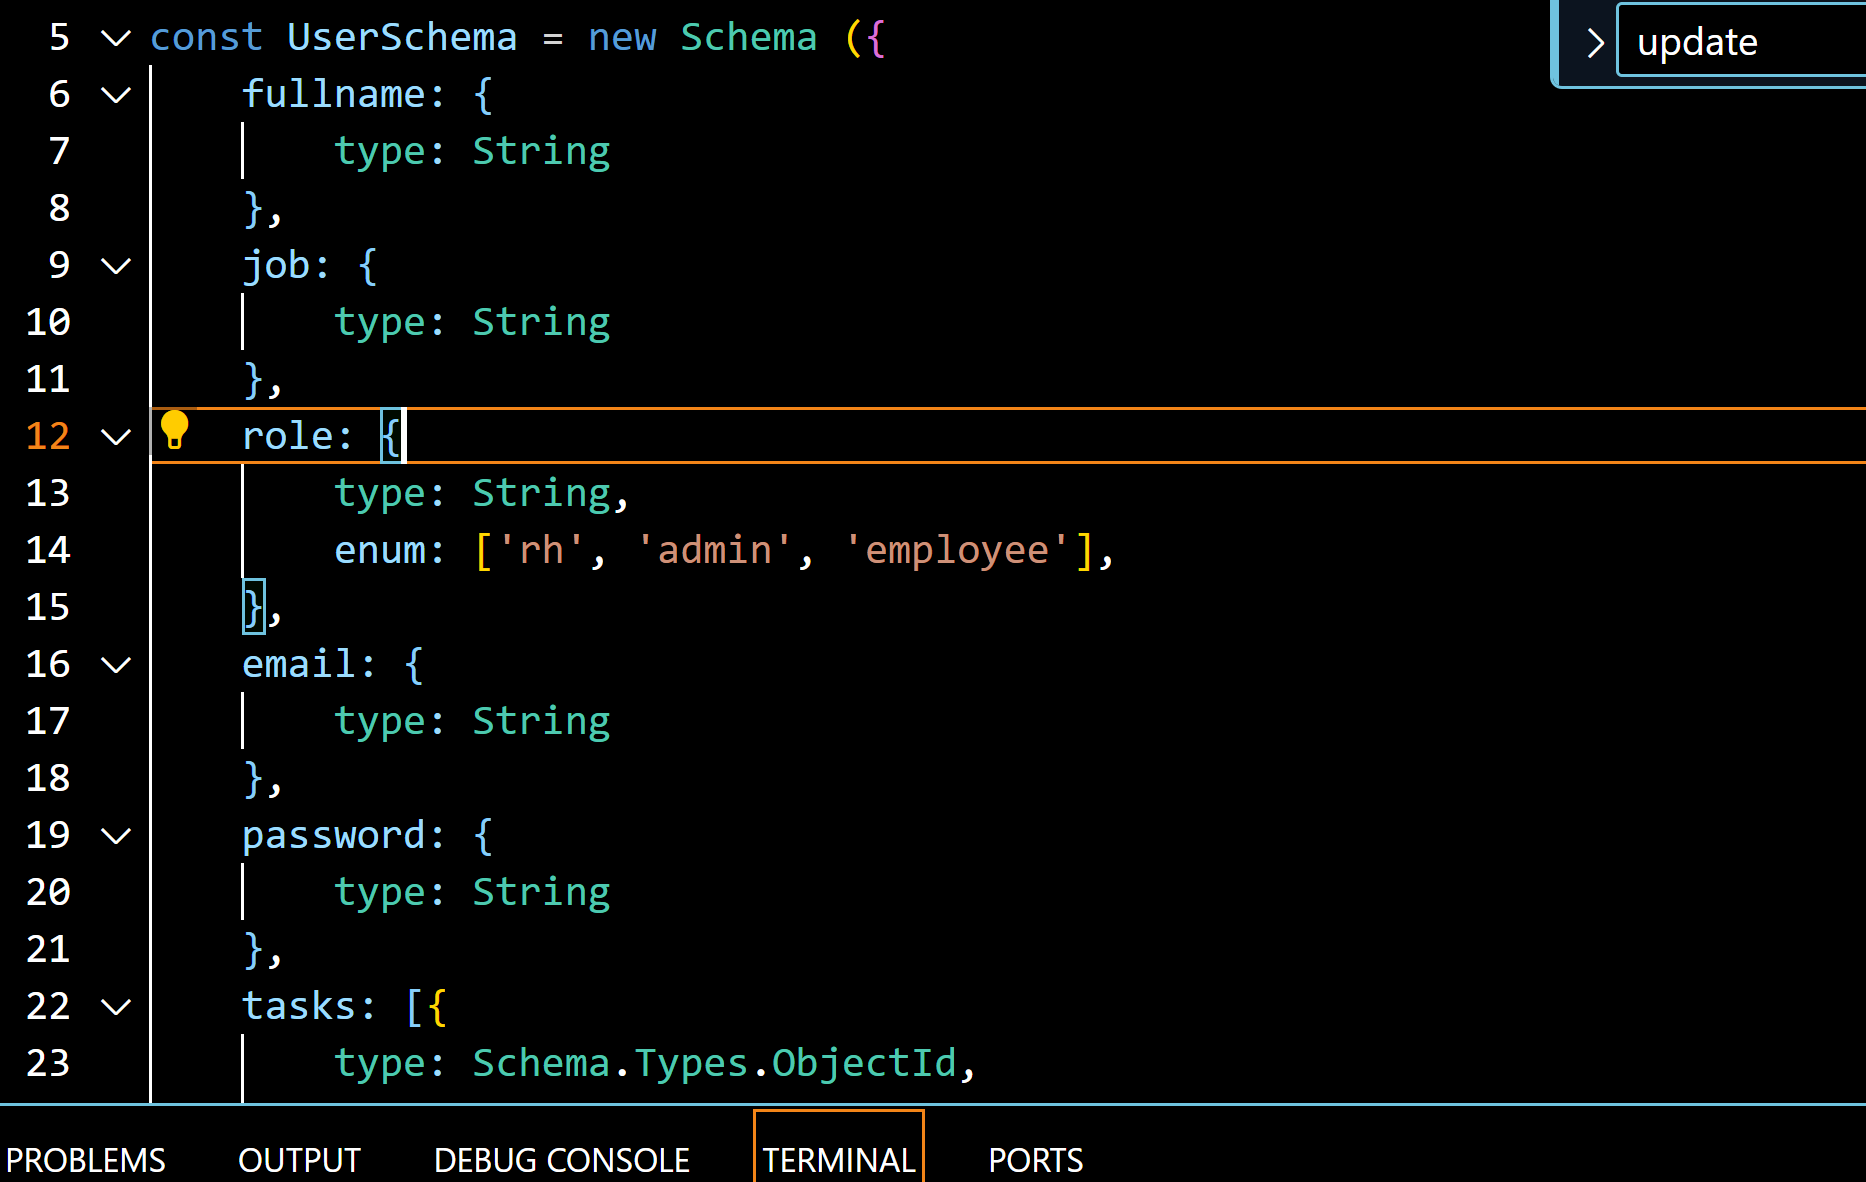 5 const UserSchema = new Schema ({
update
6 fullname: {
7 type: String
8 },
9 job: {
10 type: String
11 },
12 role: {
13 type: String,
14 enum: ['rh', 'admin', 'employee'],
15 },
16 email: {
17 type: String
18 },
19 password: {
20 type: String
21 },
22 tasks: [{
23 type: Schema.Types.ObjectId,
PROBLEMS OUTPUT DEBUG CONSOLE TERMINAL PORTS